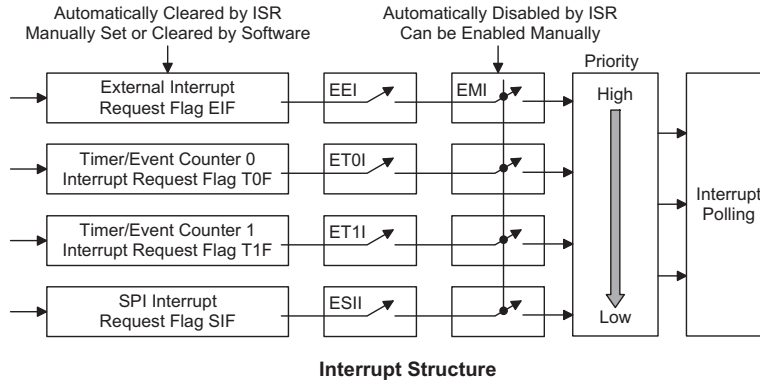 Automatically Cleared by ISR
Manually Set or Cleared by Software
Automatically Disabled by ISR
Can be Enabled Manually
Priority
External Interrupt
Request Flag EIF
EEI
EMI
High
Timer/Event Counter 0
Interrupt Request Flag T0F
ET0I
Interrupt
Polling
Timer/Event Counter 1
Interrupt Request Flag T1F
ET1I
SPI Interrupt
Request Flag SIF
ESII
Low
Interrupt Structure